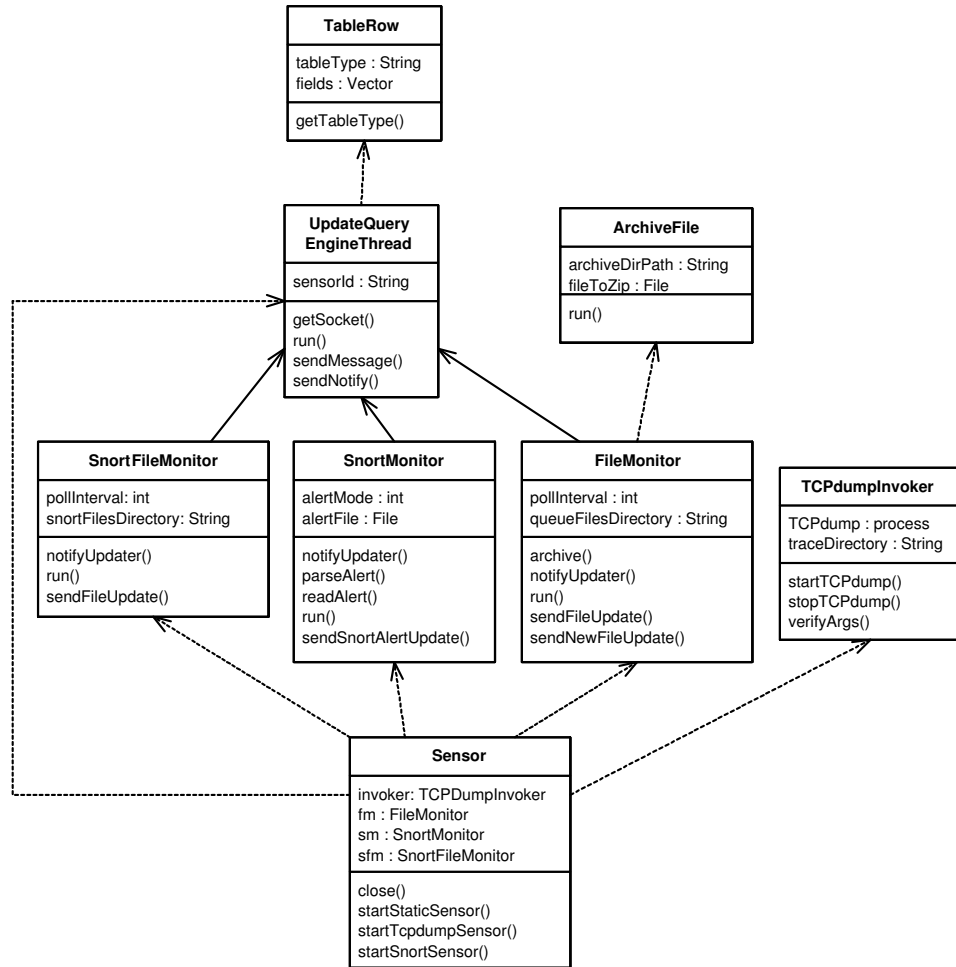 TableRow
tableType : String
fields : Vector
getTableType()
UpdateQuery
EngineThread
sensorId : String
getSocket()
run()
sendMessage()
sendNotify()
ArchiveFile
archiveDirPath : String
fileToZip : File
run()
SnortFileMonitor
pollInterval: int
snortFilesDirectory: String
notifyUpdater()
run()
sendFileUpdate()
SnortMonitor
alertMode : int
alertFile : File
notifyUpdater()
parseAlert()
readAlert()
run()
sendSnortAlertUpdate()
FileMonitor
pollInterval : int
queueFilesDirectory : String
archive()
notifyUpdater()
run()
sendFileUpdate()
sendNewFileUpdate()
TCPdumpInvoker
TCPdump : process
traceDirectory : String
startTCPdump()
stopTCPdump()
verifyArgs()
Sensor
invoker: TCPDumpInvoker
fm : FileMonitor
sm : SnortMonitor
sfm : SnortFileMonitor
close()
startStaticSensor()
startTcpdumpSensor()
startSnortSensor()